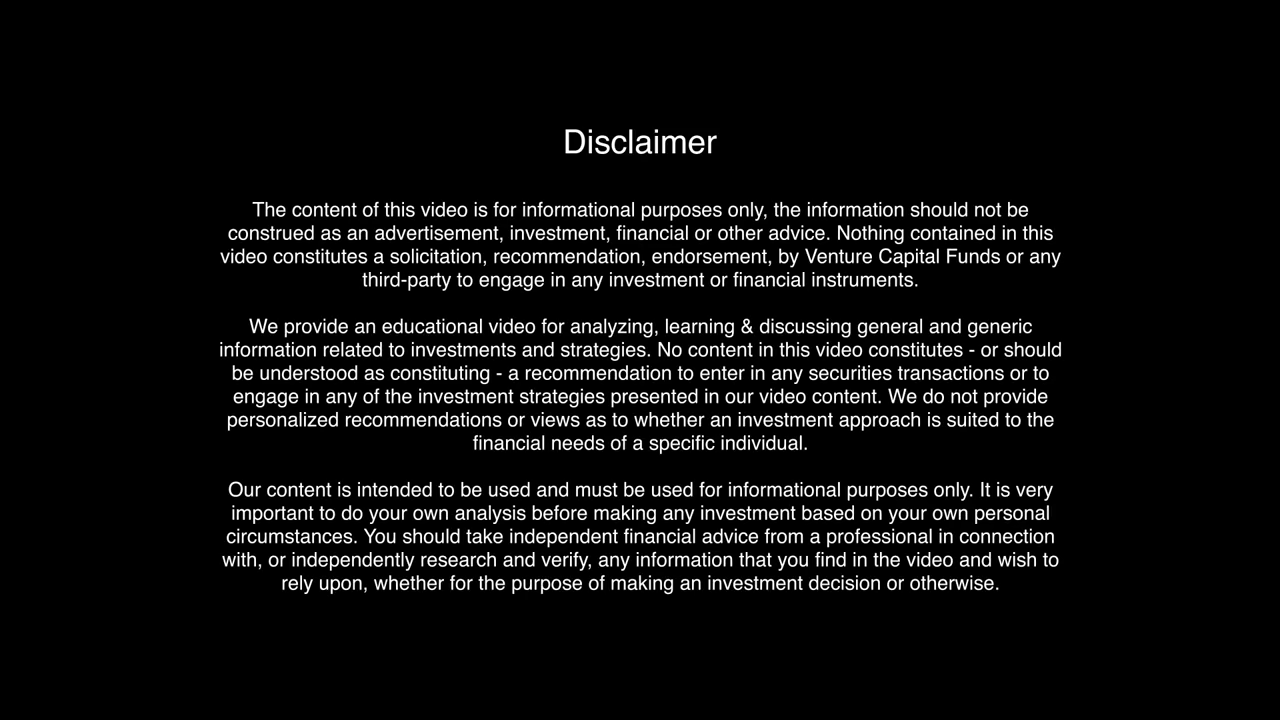 Disclaimer
The content of this video is for informational purposes only, the information should not be
construed as an advertisement, investment, financial or other advice. Nothing contained in this
video constitutes a solicitation, recommendation, endorsement, by Venture Capital Funds or any
third-party to engage in any investment or financial instruments.
We provide an educational video for analyzing, learning & discussing general and generic
information related to investments and strategies. No content in this video constitutes - or should
be understood as constituting - a recommendation to enter in any securities transactions or to
engage in any of the investment strategies presented in our video content. We do not provide
personalized recommendations or views as to whether an investment approach is suited to the
financial needs of a specific individual.
Our content is intended to be used and must be used for informational purposes only. It is very
important to do your own analysis before making any investment based on your own personal
circumstances. You should take independent financial advice from a professional in connection
with, or independently research and verify, any information that you find in the video and wish to
rely upon, whether for the purpose of making an investment decision or otherwise.